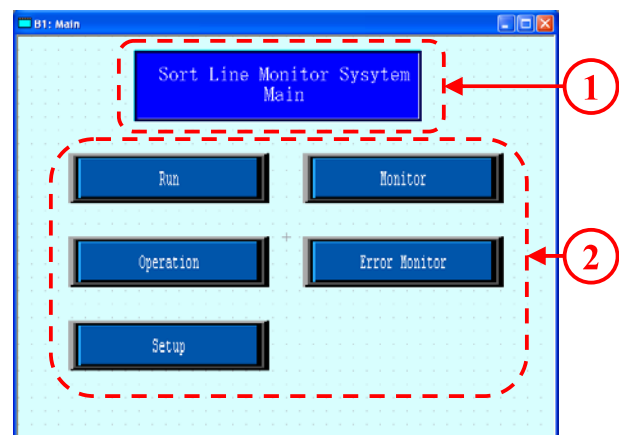 B1: Main
Sort Line Monitor Sysytem
Main
1
Run
Monitor
Operation
Error Monitor
2
Setup